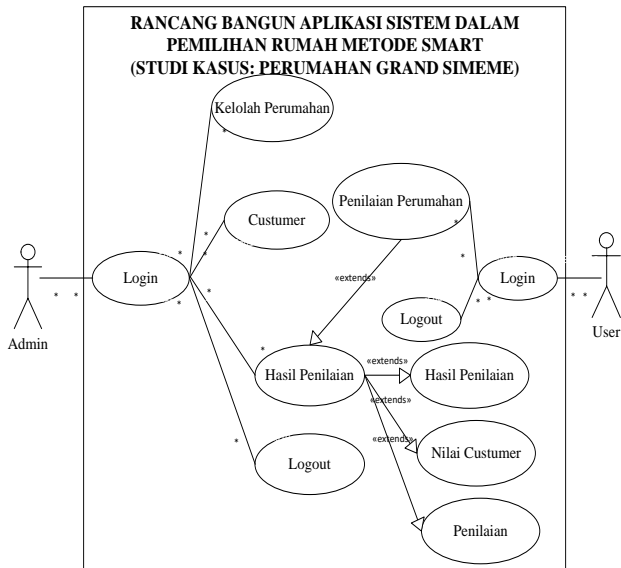 RANCANG BANGUN APLIKASI SISTEM DALAM
PEMILIHAN RUMAH METODE SMART
(STUDI KASUS: PERUMAHAN GRAND SIMEME)
Kelolah Perumahan
*
Penilaian Perumahan
*
Custumer
*
*
*
*
Login
*
*
Admin
*
*
*
«extends»
*
*
*
Login
*
*
User
Logout
*
Hasil Penilaian
«extends»
Hasil Penilaian
«extends»
«extends»
*
Logout
Nilai Custumer
Penilaian